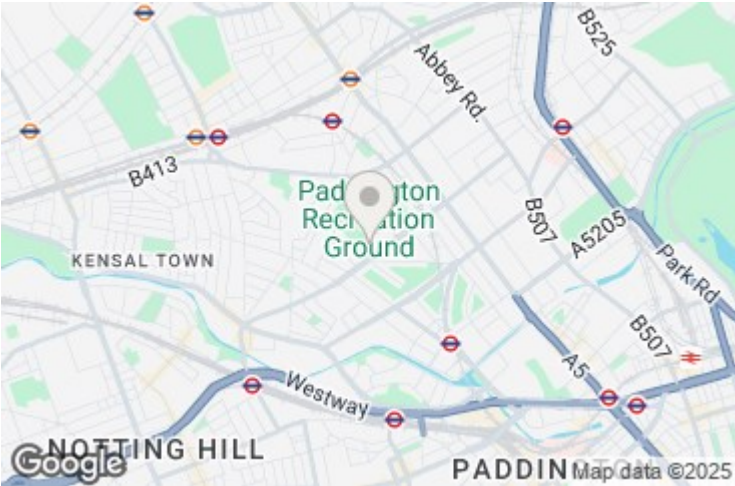 B525
Abbey Rd.
B413
Paddington
Recreation
Ground
B507
A5205
KENSAL TOWN
Park Rd
B507
A5
Westway
NOTTING HILL
PADDINGTON
Google
Map data ©2025